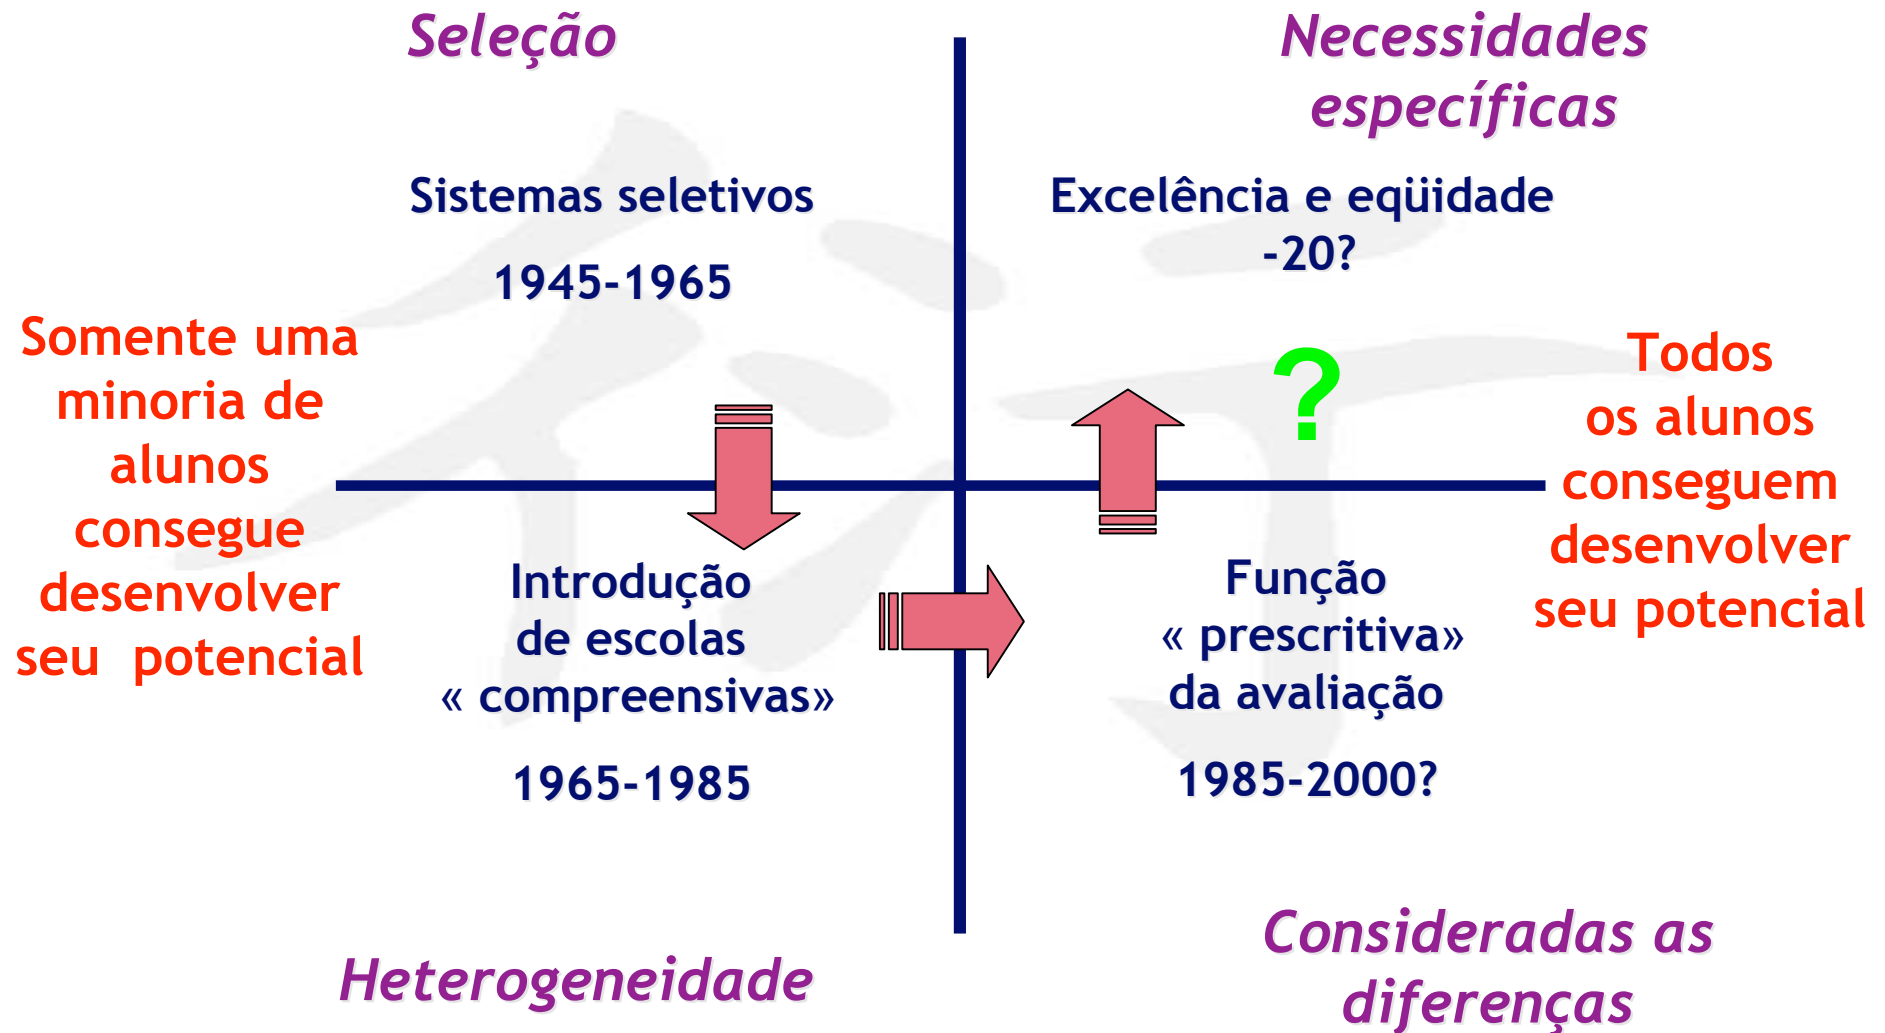 Seleção
Necessidades
específicas
Sistemas seletivos
1945-1965
Excelência e eqüidade
-20?
Somente uma
minoria de
alunos
consegue
desenvolver
seu  potencial
?
Todos
os alunos
conseguem
desenvolver
seu potencial
Introdução
de escolas
« compreensivas»
1965-1985
Função
« prescritiva»
da avaliação
1985-2000?
Heterogeneidade
Consideradas as
diferenças